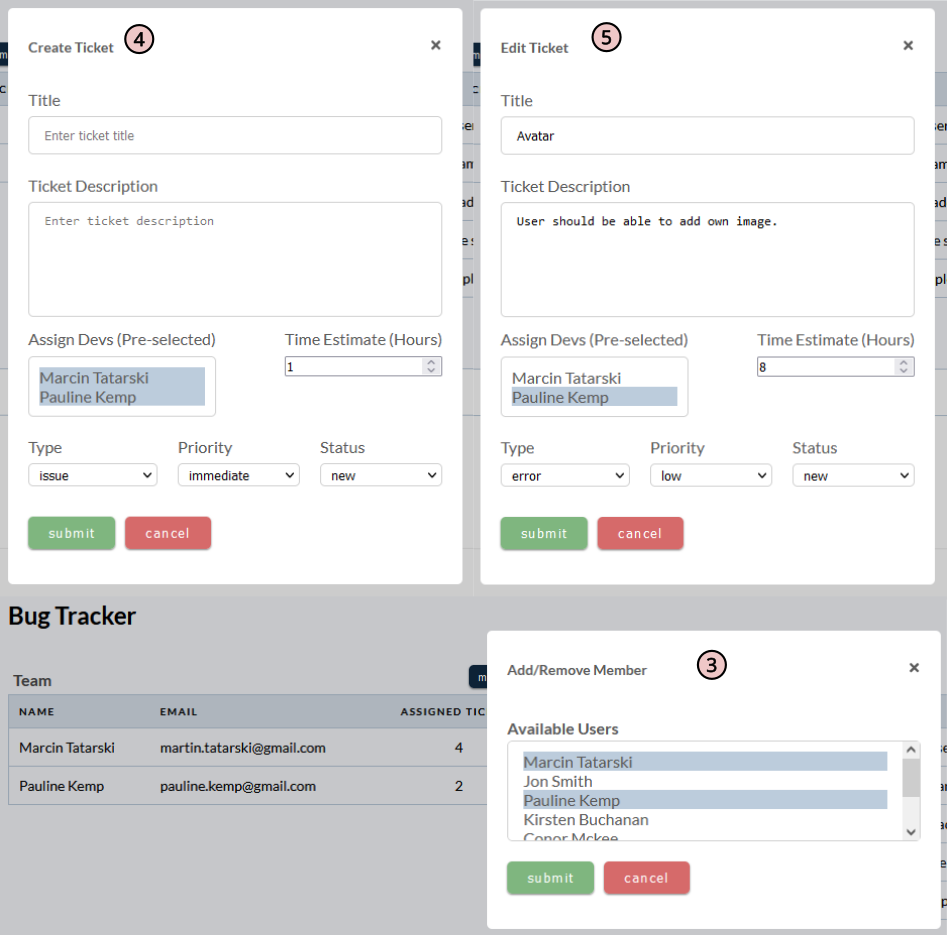 Create Ticket 4
Title
Enter ticket title
Ticket Description
Enter ticket description
Assign Devs (Pre-selected) Time Estimate (Hours)
Marcin Tatarski
Pauline Kemp
1
Type Priority Status
issue immediate new
submit cancel
Edit Ticket 5
Title
Avatar
Ticket Description
User should be able to add own image.
Assign Devs (Pre-selected) Time Estimate (Hours)
Marcin Tatarski
Pauline Kemp
8
Type Priority Status
error low new
submit cancel
Bug Tracker
Team
NAME EMAIL ASSIGNED TIC
Marcin Tatarski martin.tatarski@gmail.com 4
Pauline Kemp pauline.kemp@gmail.com 2
Add/Remove Member 3
Available Users
Marcin Tatarski
Jon Smith
Pauline Kemp
Kirsten Buchanan
Conor Mckee
submit cancel